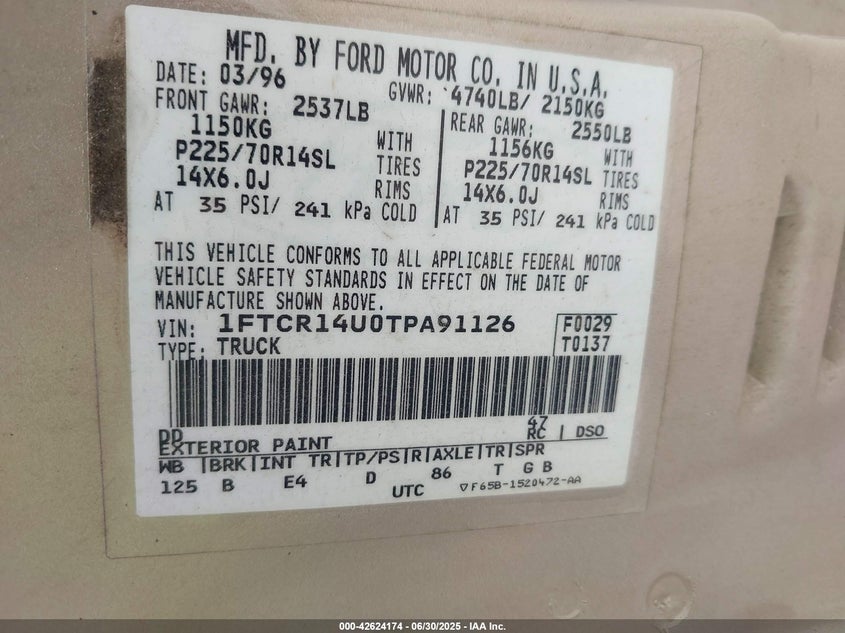 MFD. BY FORD MOTOR CO. IN U.S.A.
DATE: 03/96 GVWR: 4740LB/ 2150KG
FRONT GAWR: 2537LB
1150KG WITH
P225/70R14SL TIRES
14X6.0J RIMS
AT 35 PSI/ 241 kPa COLD
REAR GAWR: 2550LB
1156KG WITH
P225/70R14SL TIRES
14X6.0J RIMS
AT 35 PSI/ 241 kPa COLD
THIS VEHICLE CONFORMS TO ALL APPLICABLE FEDERAL MOTOR
VEHICLE SAFETY STANDARDS IN EFFECT ON THE DATE OF
MANUFACTURE SHOWN ABOVE.
VIN: 1FTCR14U0TPA91126 F0029
TYPE: TRUCK T0137
DD 47
EXTERIOR PAINT RC DSO
WB BRK INT TR TP/PS R AXLE TR SPR
125 B E4 D 86 T G B
UTC ▽F65B-1520472-AA
000-42624174 - 06/30/2025 - IAA Inc.